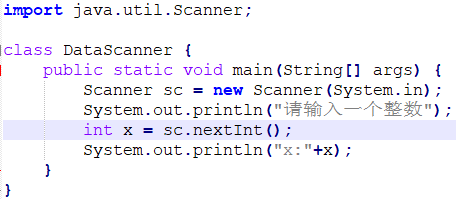 import java.util.Scanner;
class DataScanner {
public static void main(String[] args) {
Scanner sc = new Scanner(System.in);
System.out.println("请输入一个整数");
int x = sc.nextInt();
System.out.println("x:"+x);
}
}